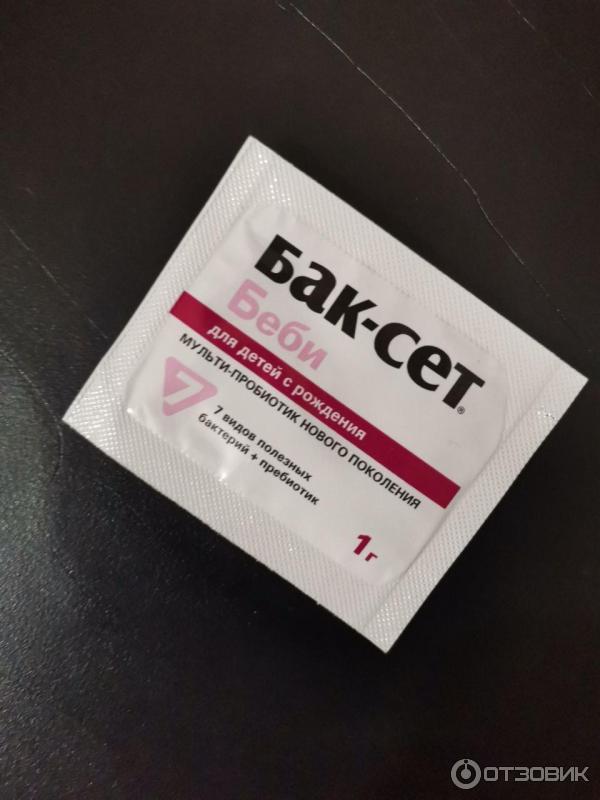 Бак-сет®
Беби
для детей с рождения
МУЛЬТИ-ПРОБИОТИК НОВОГО ПОКОЛЕНИЯ
7
7 видов полезных
бактерий + пребиотик
1г
ОТЗОВИК